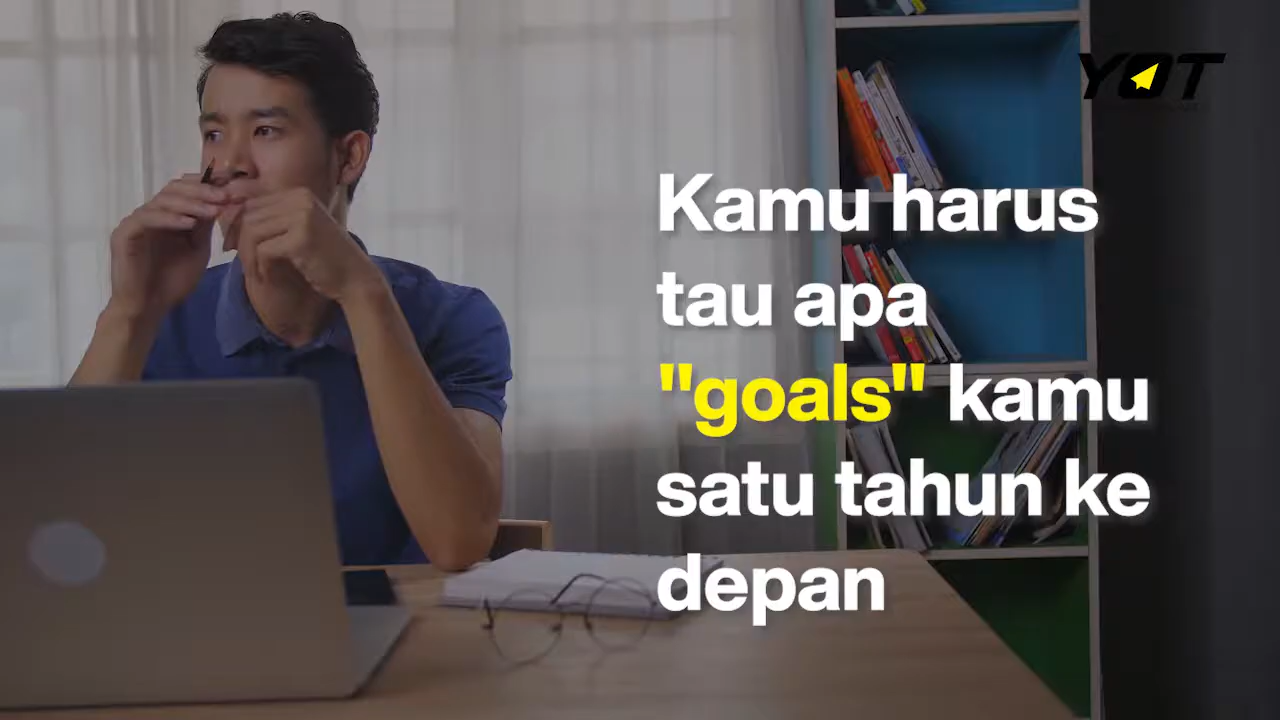 YOT
Kamu harus
tau apa
"goals" kamu
satu tahun ke
depan